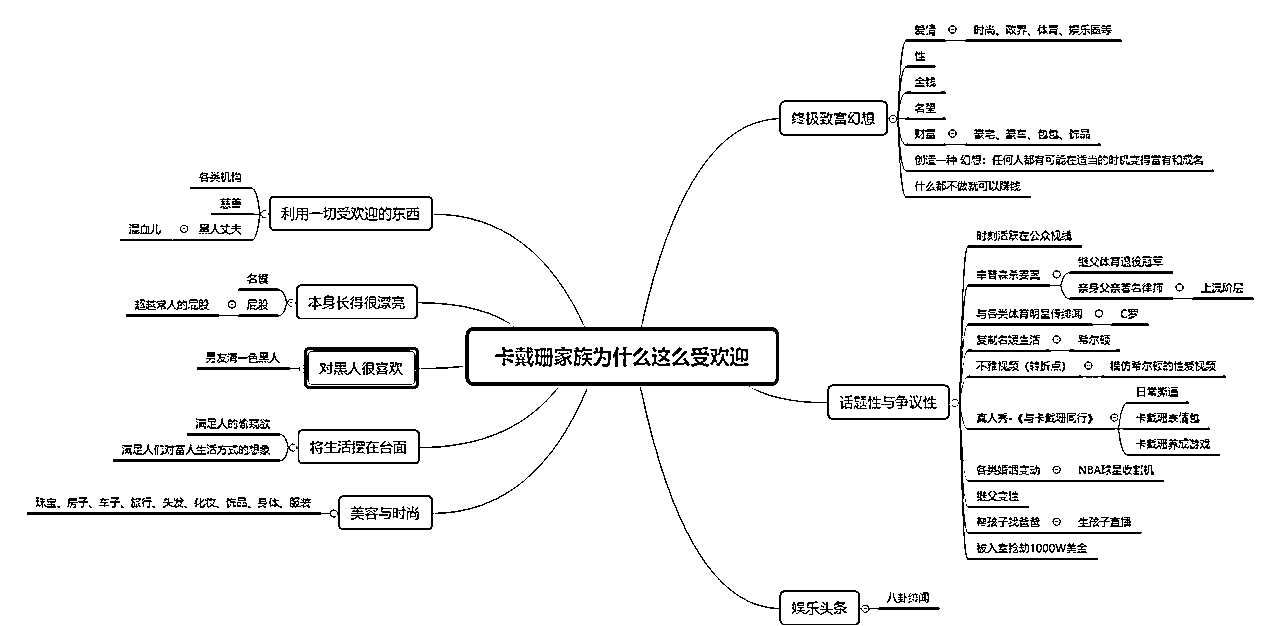 卡戴珊家族为什么这么受欢迎
终极致富幻想
爱情
时尚、政界、体育、娱乐圈等
性
金钱
名望
财富
豪宅、豪车、包包、饰品
创造一种 幻想：任何人都有可能在适当的时机变得富有和成名
什么都不做就可以赚钱
话题性与争议性
时刻活跃在公众视线
辛普森杀妻案
继父体育退役冠军
亲身父亲著名律师
上流阶层
与各类体育明星传绯闻
C罗
复制名媛生活
希尔顿
不雅视频（转折点）
模仿希尔顿的性爱视频
真人秀-《与卡戴珊同行》
日常撕逼
卡戴珊表情包
卡戴珊养成游戏
各类婚姻变动
NBA球星收割机
继父变性
帮孩子找爸爸
生孩子直播
被入室抢劫1000W美金
娱乐头条
八卦绯闻
利用一切受欢迎的东西
各类机构
慈善
黑人丈夫
混血儿
本身长得很漂亮
名媛
屁股
超越常人的屁股
对黑人很喜欢
男友清一色黑人
将生活摆在台面
满足人的偷窥欲
满足人们对富人生活方式的想象
美容与时尚
珠宝、房子、车子、旅行、头发、化妆、饰品、身体、服装